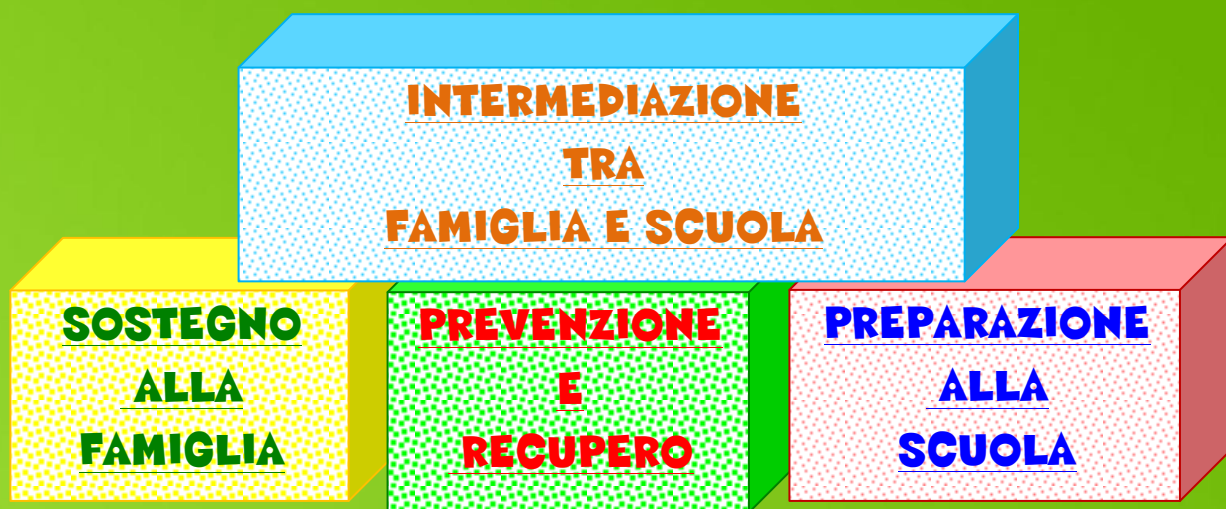 INTERMEDIAZIONE
TRA
FAMIGLIA E SCUOLA
SOSTEGNO
ALLA
FAMIGLIA
PREVENZIONE
E
RECUPERO
PREPARAZIONE
ALLA
SCUOLA